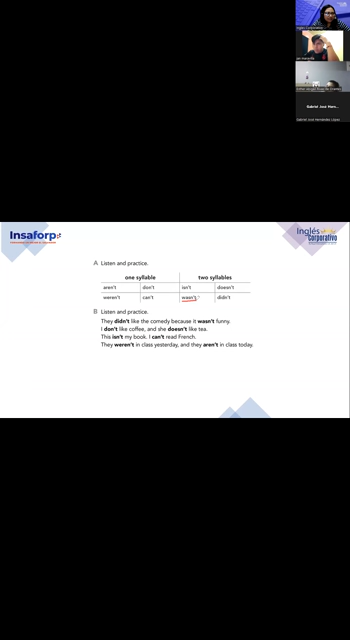 Gabriel José Hern...
Gabriel José Hernández López
Insaforp
Inglés
Corporativo
A Listen and practice.
one syllable two syllables
aren't don't isn't doesn't
weren't can't wasn't didn't
B Listen and practice.
They didn't like the comedy because it wasn't funny.
I don't like coffee, and she doesn't like tea.
This isn't my book. I can't read French.
They weren't in class yesterday, and they aren't in class today.